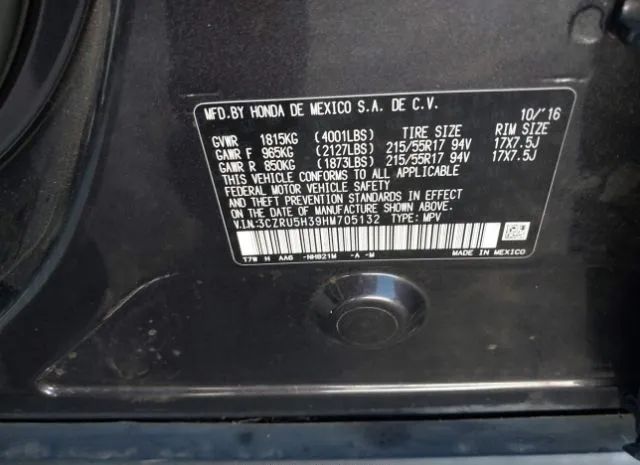 MFD.BY HONDA DE MEXICO S.A. DE C.V. 10/'16
GVWR 1815KG (4001LBS) TIRE SIZE RIM SIZE
GAWR F 965KG (2127LBS) 215/55R17 94V 17X7.5J
GAWR R 850KG (1873LBS) 215/55R17 94V 17X7.5J
THIS VEHICLE CONFORMS TO ALL APPLICABLE
FEDERAL MOTOR VEHICLE SAFETY
AND THEFT PREVENTION STANDARDS IN EFFECT
ON THE DATE OF MANUFACTURE SHOWN ABOVE.
V.I.N:3CZRU5H39HM705132 TYPE: MPV
T7W H AA6 -NH821M -A -M MADE IN MEXICO